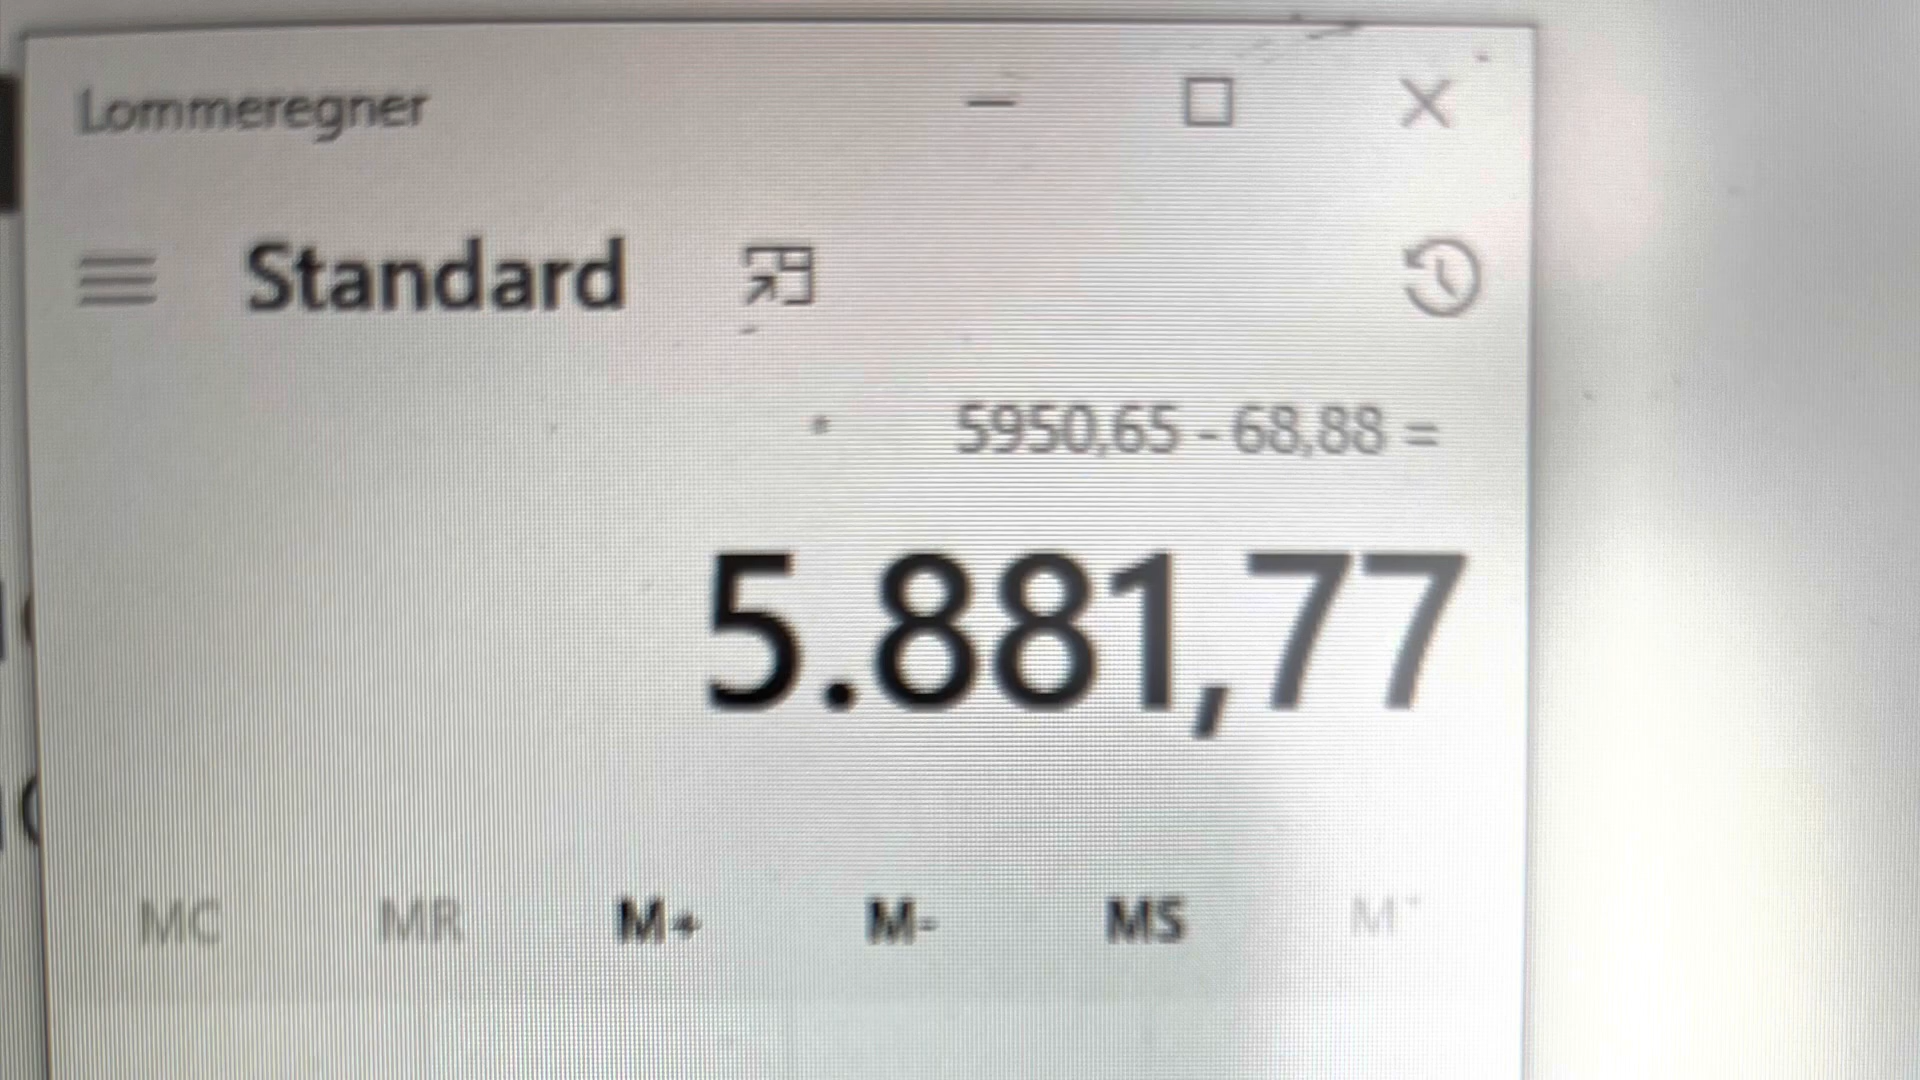 Lommeregner
Standard
5950,65 - 68,88 =
5.881,77
MC MR M+ M- MS M